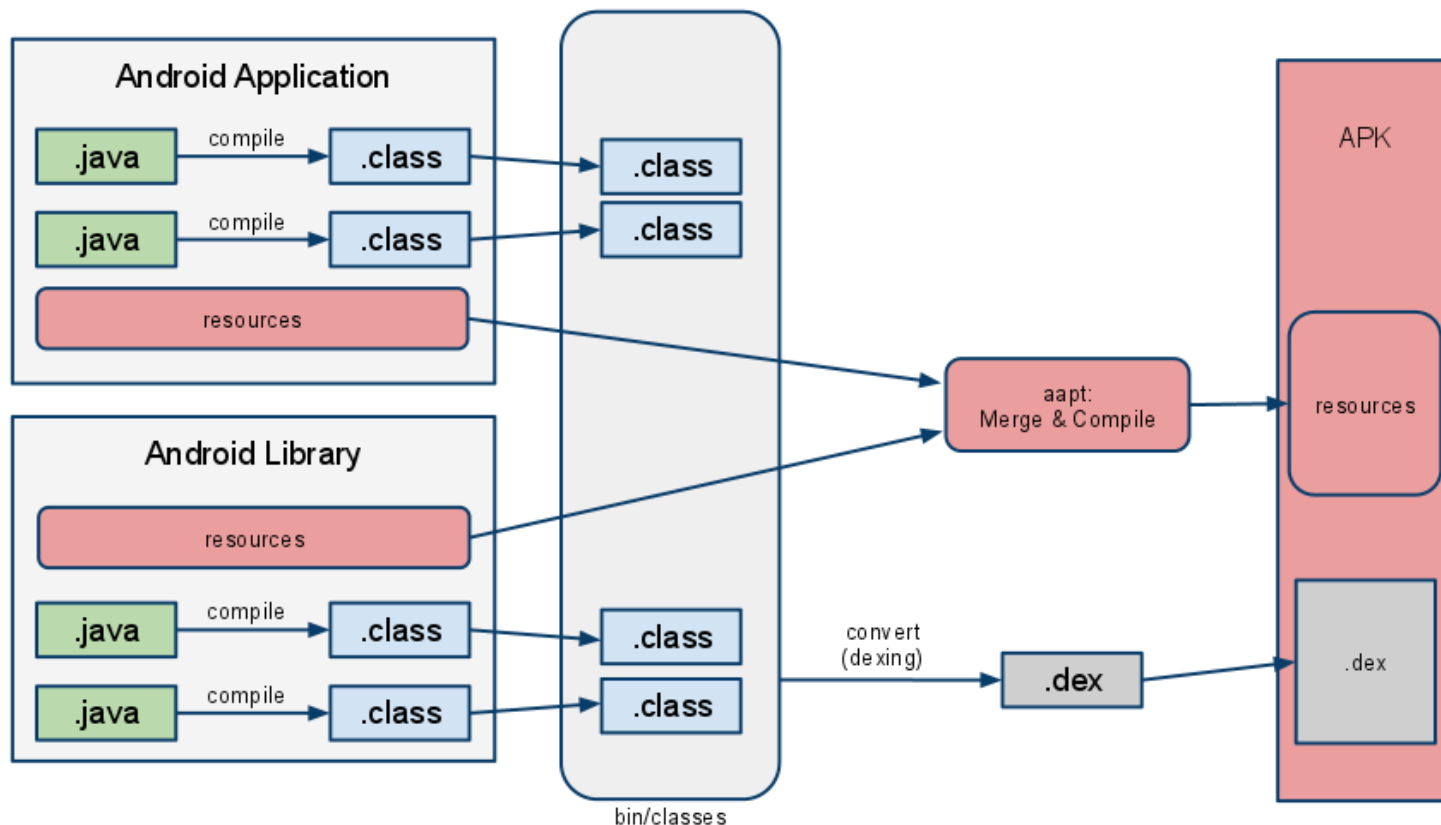 Android Application
.java
compile
.class
.java
compile
.class
resources
Android Library
resources
.java
compile
.class
.java
compile
.class
.class
.class
.class
.class
bin/classes
aapt:
Merge & Compile
convert
(dexing)
.dex
APK
resources
.dex